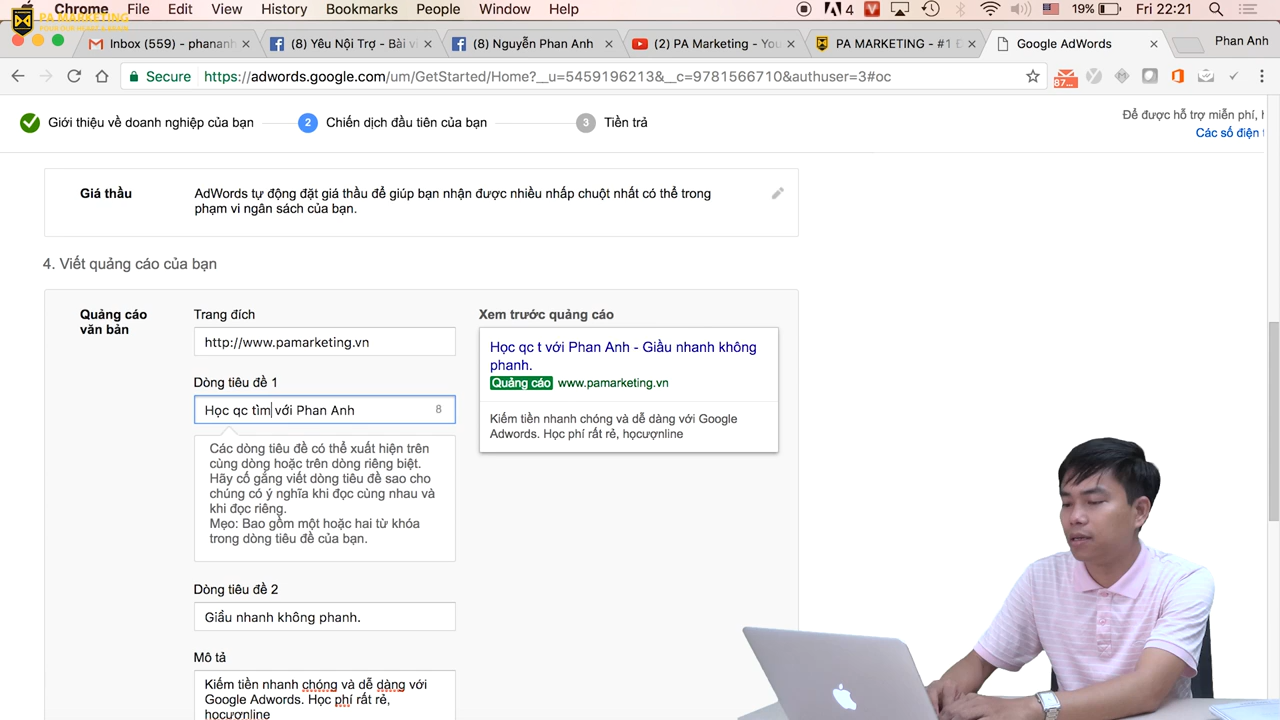 Chrome File Edit View History Bookmarks People Window Help 4 19% Fri 22:21
PA MARKETING
Inbox (559) - phananh
(8) Yêu Nội Trợ - Bài vi
(8) Nguyễn Phan Anh
(2) PA Marketing - You
PA MARKETING - #1 Đ
Google AdWords
Phan Anh
Secure https://adwords.google.com/um/GetStarted/Home?__u=5459196213&__c=9781566710&authuser=3#oc
87...
Giới thiệu về doanh nghiệp của bạn
2 Chiến dịch đầu tiên của bạn
3 Tiền trả
Để được hỗ trợ miễn phí,
Các số điện
Giá thầu
AdWords tự động đặt giá thầu để giúp bạn nhận được nhiều nhấp chuột nhất có thể trong
phạm vi ngân sách của bạn.
4. Viết quảng cáo của bạn
Quảng cáo
văn bản
Trang đích
http://www.pamarketing.vn
Dòng tiêu đề 1
Học qc tìm với Phan Anh 8
Các dòng tiêu đề có thể xuất hiện trên
cùng dòng hoặc trên dòng riêng biệt.
Hãy cố gắng viết dòng tiêu đề sao cho
chúng có ý nghĩa khi đọc cùng nhau và
khi đọc riêng.
Mẹo: Bao gồm một hoặc hai từ khóa
trong dòng tiêu đề của bạn.
Dòng tiêu đề 2
Giầu nhanh không phanh.
Mô tả
Kiếm tiền nhanh chóng và dễ dàng với
Google Adwords. Học phí rất rẻ,
họcượnline
Xem trước quảng cáo
Học qc t với Phan Anh - Giầu nhanh không
phanh.
Quảng cáo www.pamarketing.vn
Kiếm tiền nhanh chóng và dễ dàng với Google
Adwords. Học phí rất rẻ, họcượnline